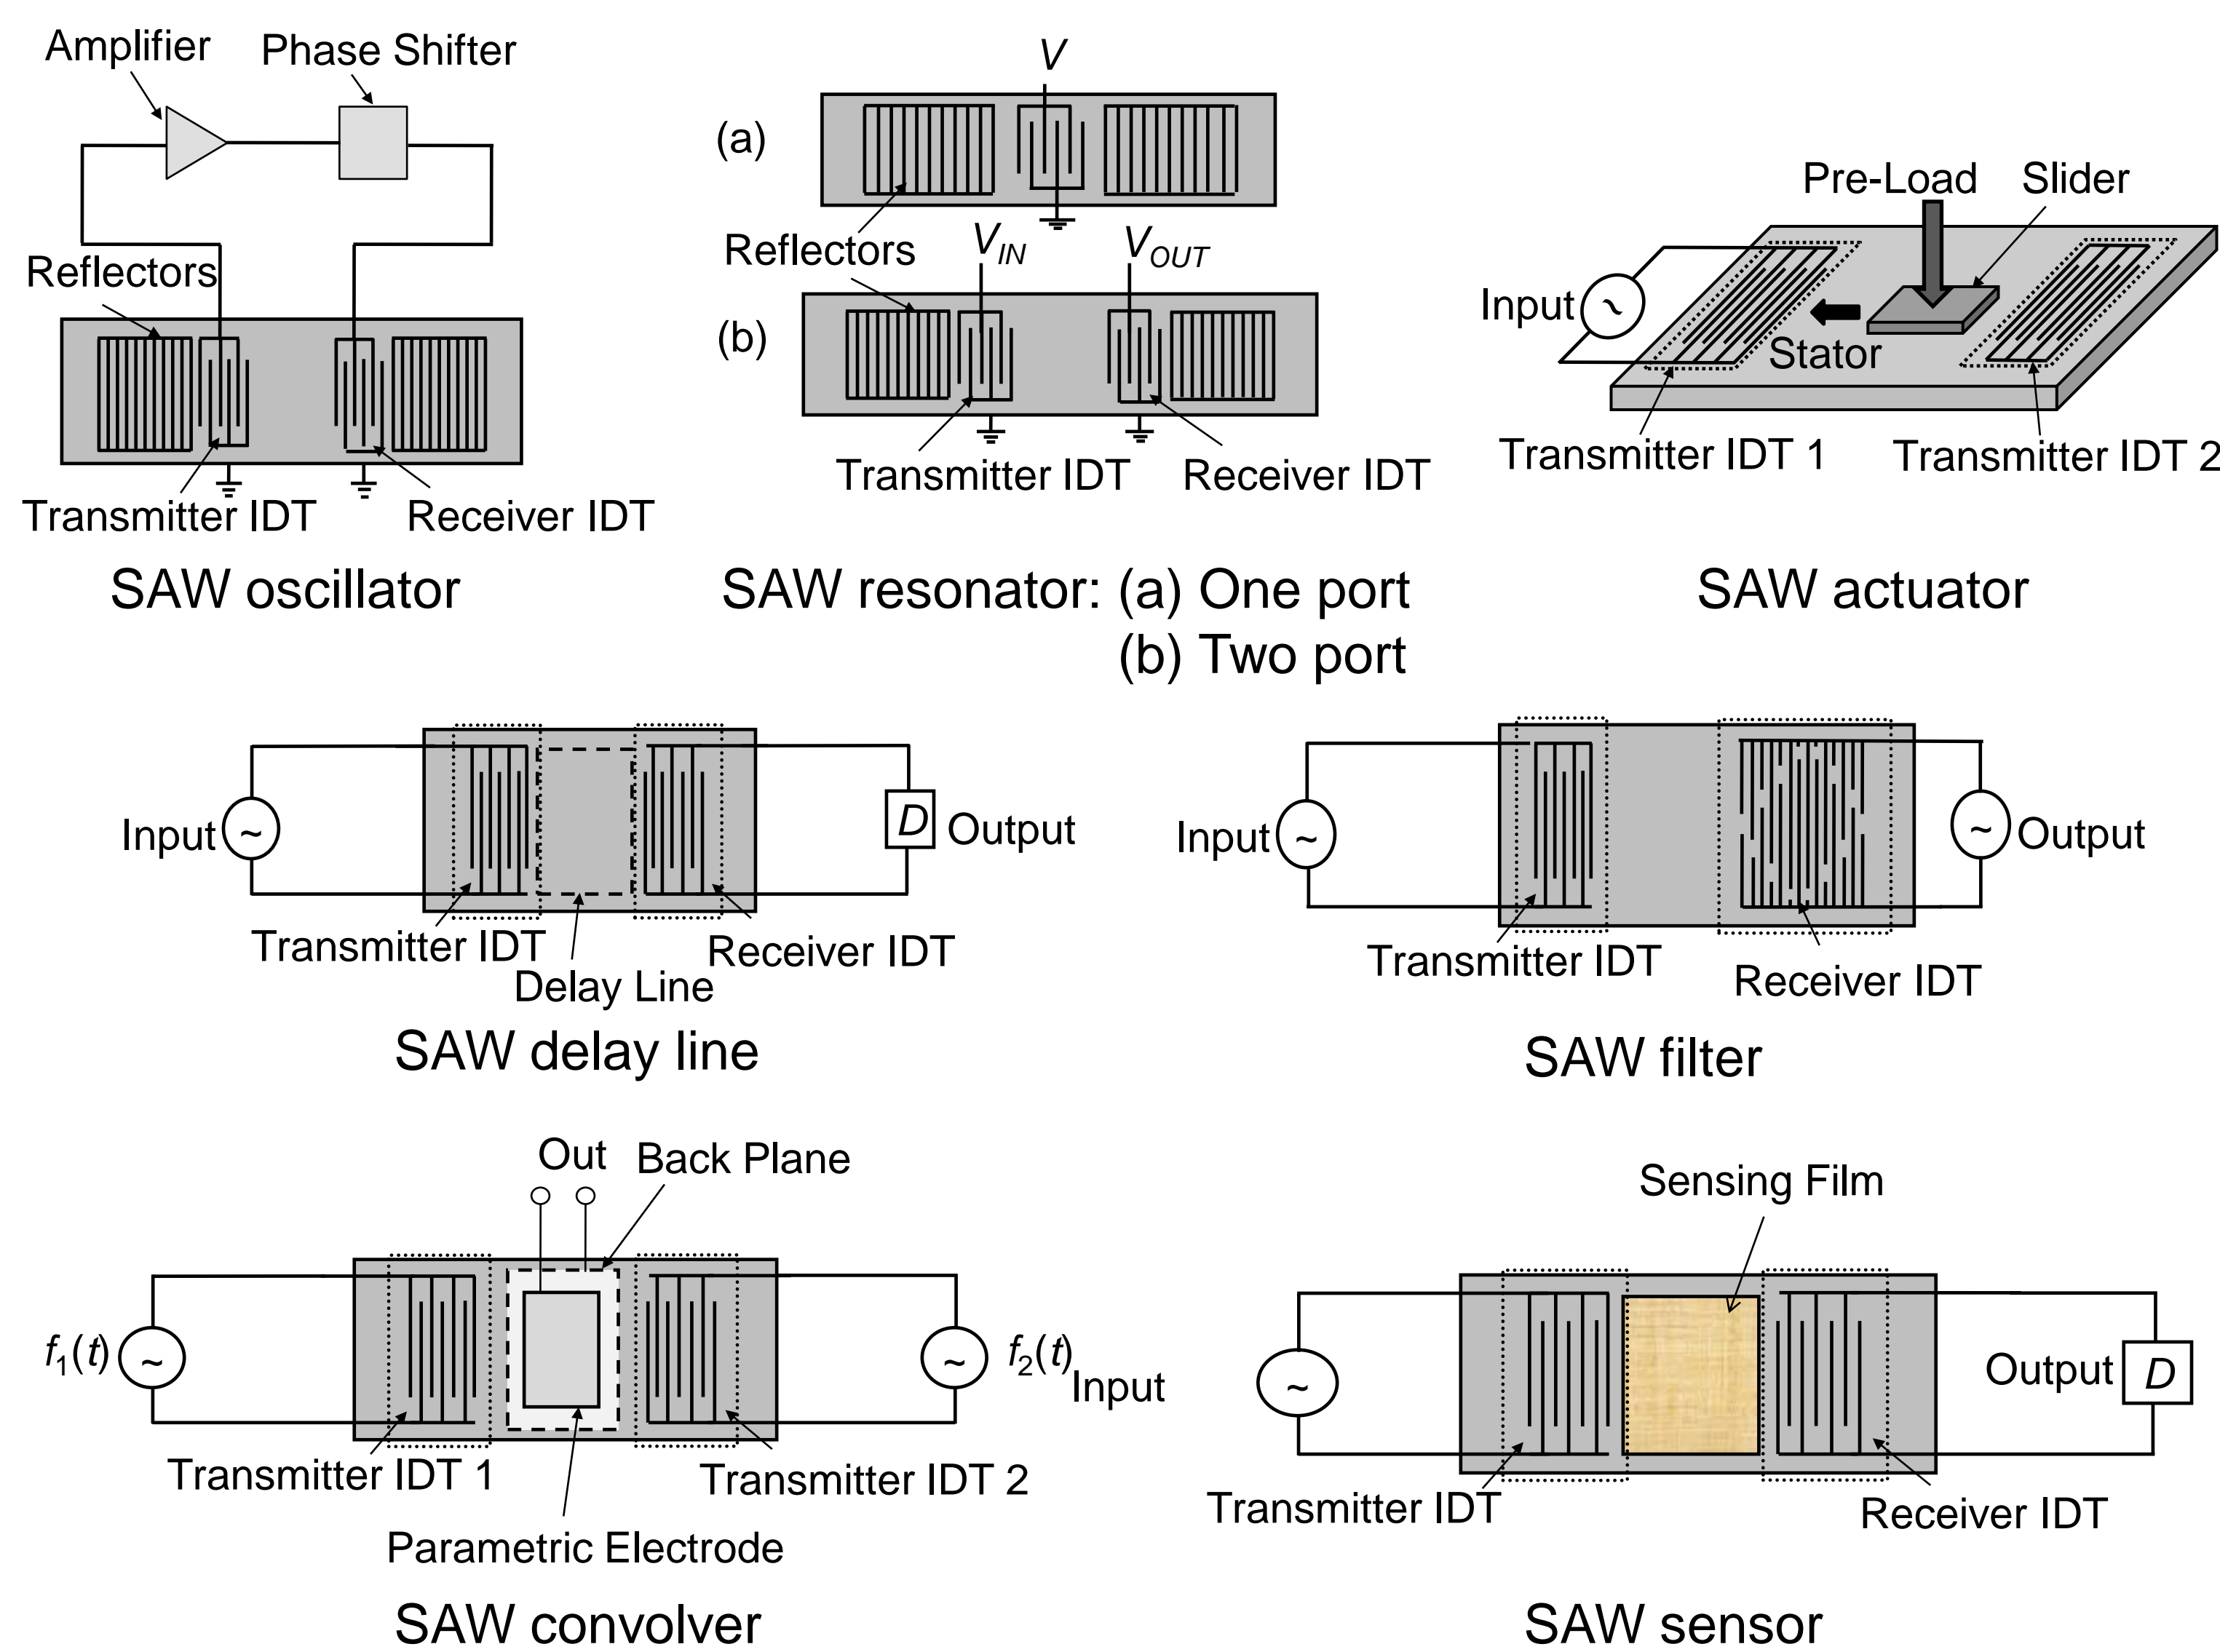 Amplifier
Phase Shifter
Reflectors
Transmitter IDT
Receiver IDT
SAW oscillator
V
(a)
Reflectors
V_IN
V_OUT
(b)
Transmitter IDT
Receiver IDT
SAW resonator: (a) One port
(b) Two port
Pre-Load
Slider
Input
~
Stator
Transmitter IDT 1
Transmitter IDT 2
SAW actuator
Input
~
D
Output
Transmitter IDT
Receiver IDT
Delay Line
SAW delay line
Input
~
~
Output
Transmitter IDT
Receiver IDT
SAW filter
Out
Back Plane
f₁(t)
~
~
f₂(t)
Transmitter IDT 1
Transmitter IDT 2
Parametric Electrode
SAW convolver
Sensing Film
Input
~
Output
D
Transmitter IDT
Receiver IDT
SAW sensor